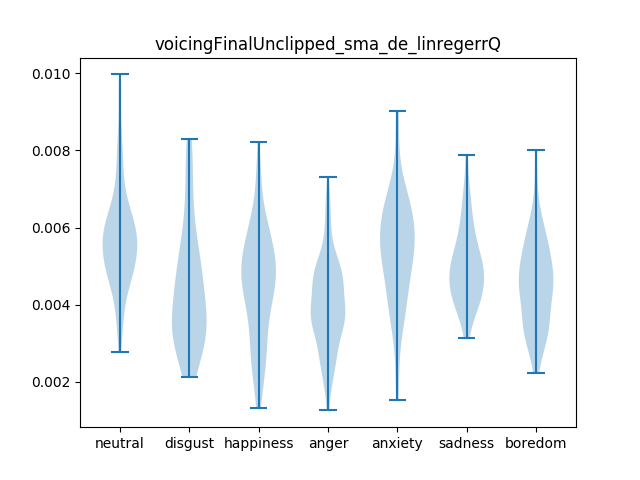 voicingFinalUnclipped_sma_de_linregerrQ
0.010
0.008
0.006
0.004
0.002
neutral disgust happiness anger anxiety sadness boredom